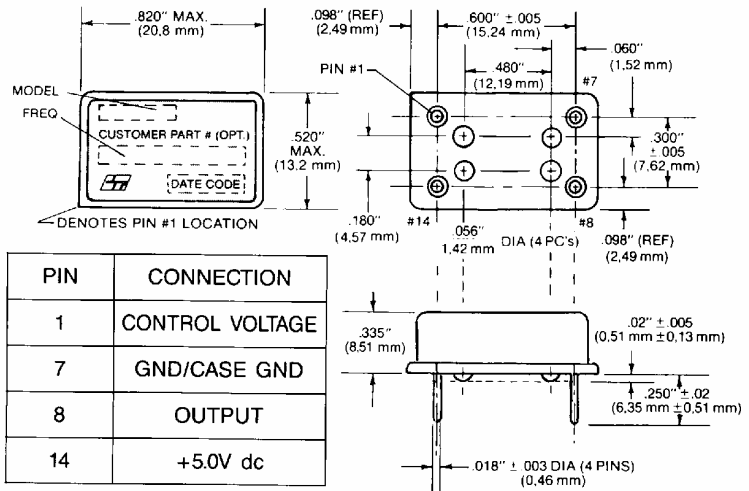 .820" MAX.
(20,8 mm)
MODEL
FREQ
CUSTOMER PART # (OPT.)
DATE CODE
.520"
MAX.
(13.2 mm)
DENOTES PIN #1 LOCATION
.098" (REF)
(2,49 mm)
.600" ±.005
(15,24 mm)
.060"
(1,52 mm)
PIN #1
.480"
(12,19 mm)
#7
.300"
±.005
(7,62 mm)
.180"
(4,57 mm)
#14
.056"
1,42 mm DIA (4 PC's)
#8
.098" (REF)
(2,49 mm)
PIN CONNECTION
1 CONTROL VOLTAGE
7 GND/CASE GND
8 OUTPUT
14 +5.0V dc
.335"
(8,51 mm)
.02" ±.005
(0,51 mm ±0,13 mm)
.250" ±.02
(6,35 mm ±0,51 mm)
.018" ± .003 DIA (4 PINS)
(0,46 mm)